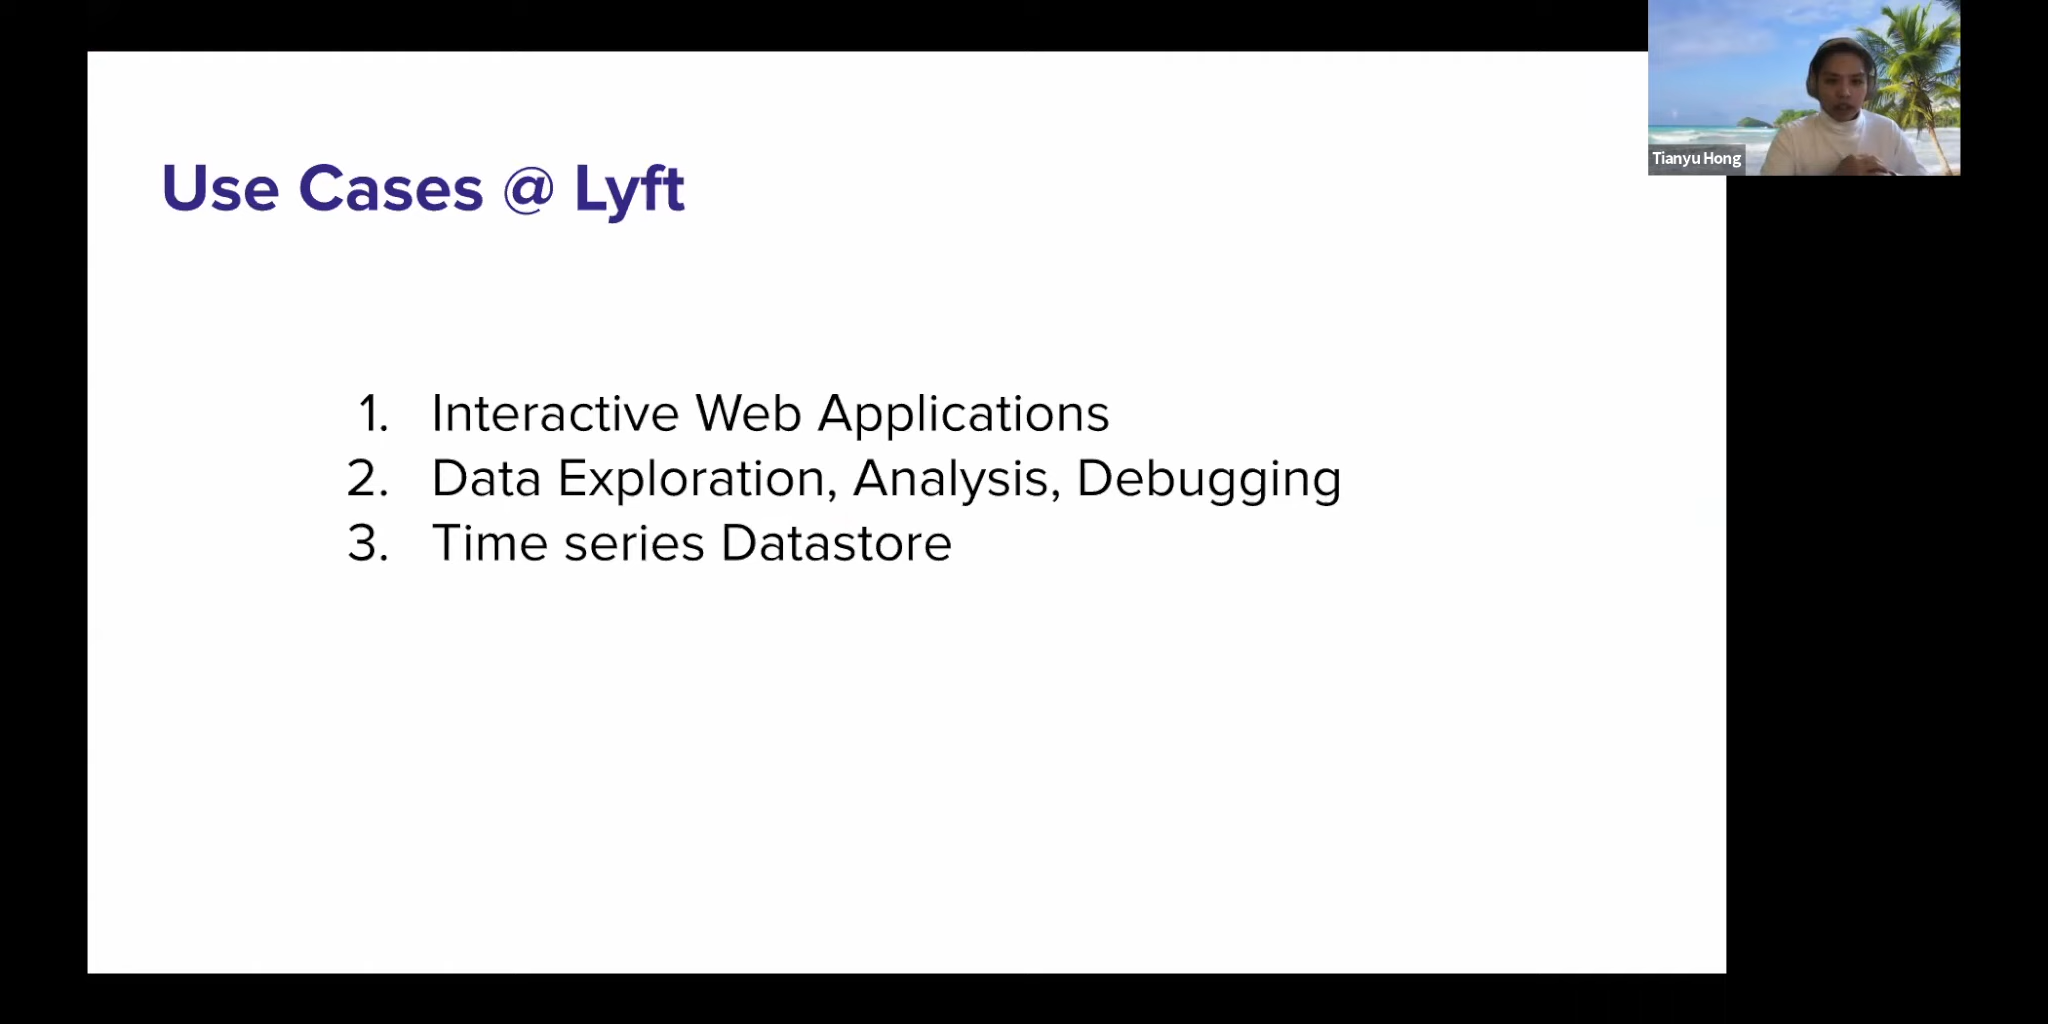 Use Cases @ Lyft
1. Interactive Web Applications
2. Data Exploration, Analysis, Debugging
3. Time series Datastore
Tianyu Hong